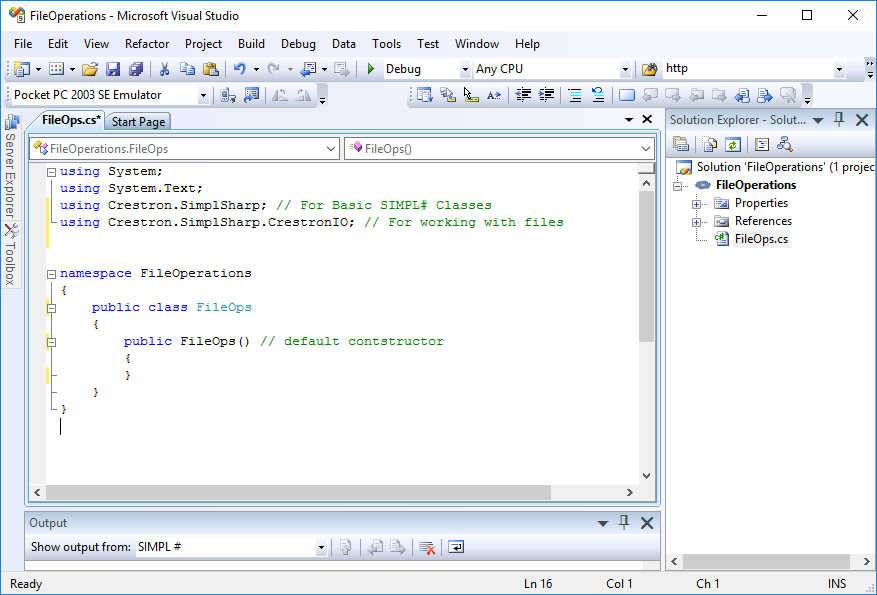 FileOperations - Microsoft Visual Studio
File Edit View Refactor Project Build Debug Data Tools Test Window Help
Debug Any CPU http
Pocket PC 2003 SE Emulator
Server Explorer
Toolbox
FileOps.cs* Start Page
FileOperations.FileOps FileOps()
using System;
using System.Text;
using Crestron.SimplSharp; // For Basic SIMPL# Classes
using Crestron.SimplSharp.CrestronIO; // For working with files
namespace FileOperations
{
public class FileOps
{
public FileOps() // default contstructor
{
}
}
}
Solution Explorer - Solut...
Solution 'FileOperations' (1 projec
FileOperations
Properties
References
FileOps.cs
Output
Show output from: SIMPL #
Ready Ln 16 Col 1 Ch 1 INS